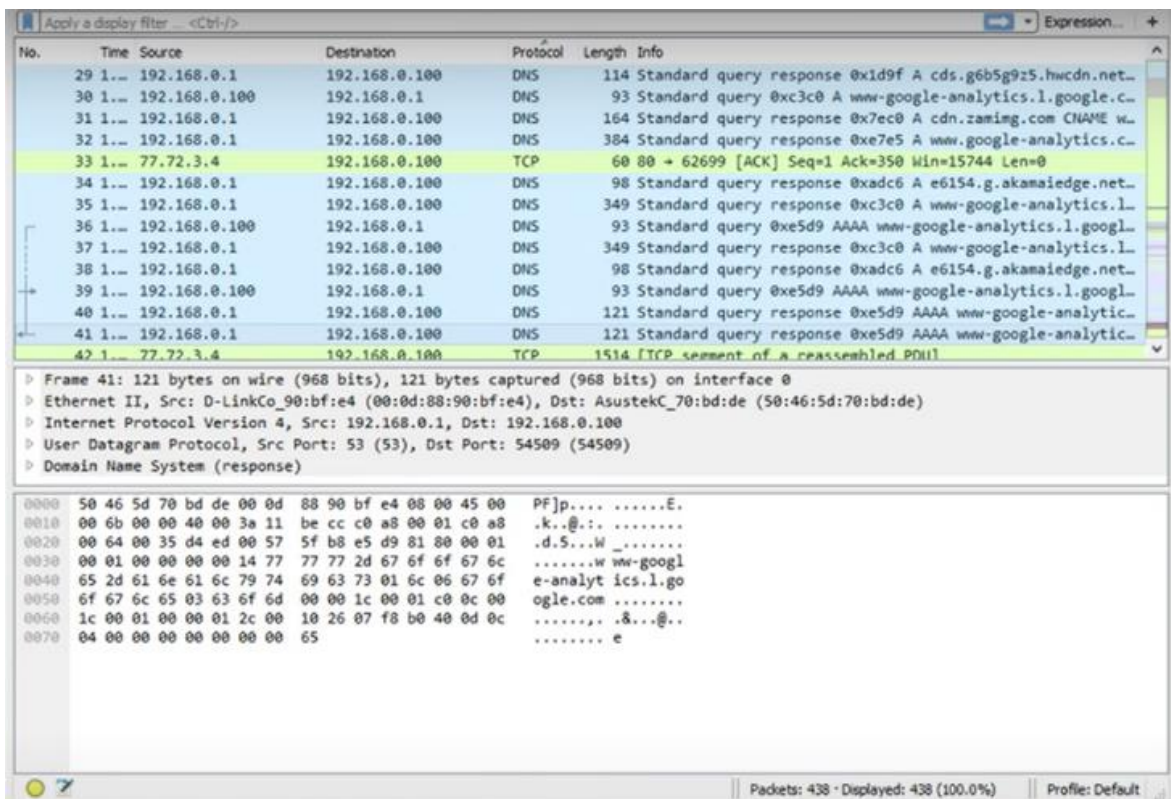 Apply a display filter ... <Ctrl-/> Expression... +
No. Time Source Destination Protocol Length Info
29 1... 192.168.0.1 192.168.0.100 DNS 114 Standard query response 0x1d9f A cds.g6b5g9z5.hwcdn.net…
30 1... 192.168.0.100 192.168.0.1 DNS 93 Standard query 0xc3c0 A www-google-analytics.l.google.c…
31 1... 192.168.0.1 192.168.0.100 DNS 164 Standard query response 0x7ec0 A cdn.zamimg.com CNAME w…
32 1... 192.168.0.1 192.168.0.100 DNS 384 Standard query response 0xe7e5 A www.google-analytics.c…
33 1... 77.72.3.4 192.168.0.100 TCP 60 80 → 62699 [ACK] Seq=1 Ack=350 Win=15744 Len=0
34 1... 192.168.0.1 192.168.0.100 DNS 98 Standard query response 0xadc6 A e6154.g.akamaiedge.net…
35 1... 192.168.0.1 192.168.0.100 DNS 349 Standard query response 0xc3c0 A www-google-analytics.l…
36 1... 192.168.0.100 192.168.0.1 DNS 93 Standard query 0xe5d9 AAAA www-google-analytics.l.googl…
37 1... 192.168.0.1 192.168.0.100 DNS 349 Standard query response 0xc3c0 A www-google-analytics.l…
38 1... 192.168.0.1 192.168.0.100 DNS 98 Standard query response 0xadc6 A e6154.g.akamaiedge.net…
39 1... 192.168.0.100 192.168.0.1 DNS 93 Standard query 0xe5d9 AAAA www-google-analytics.l.googl…
40 1... 192.168.0.1 192.168.0.100 DNS 121 Standard query response 0xe5d9 AAAA www-google-analytic…
41 1... 192.168.0.1 192.168.0.100 DNS 121 Standard query response 0xe5d9 AAAA www-google-analytic…
42 1... 77.72.3.4 192.168.0.100 TCP 1514 [TCP segment of a reassembled PDU]
Frame 41: 121 bytes on wire (968 bits), 121 bytes captured (968 bits) on interface 0
Ethernet II, Src: D-LinkCo_90:bf:e4 (00:0d:88:90:bf:e4), Dst: AsustekC_70:bd:de (50:46:5d:70:bd:de)
Internet Protocol Version 4, Src: 192.168.0.1, Dst: 192.168.0.100
User Datagram Protocol, Src Port: 53 (53), Dst Port: 54509 (54509)
Domain Name System (response)
0000 50 46 5d 70 bd de 00 0d 88 90 bf e4 08 00 45 00 PF]p.... ......E.
0010 00 6b 00 00 40 00 3a 11 be cc c0 a8 00 01 c0 a8 .k..@.:. ........
0020 00 64 00 35 d4 ed 00 57 5f b8 e5 d9 81 80 00 01 .d.5...W _.......
0030 00 01 00 00 00 00 14 77 77 77 2d 67 6f 6f 67 6c .......w ww-googl
0040 65 2d 61 6e 61 6c 79 74 69 63 73 01 6c 06 67 6f e-analyt ics.l.go
0050 6f 67 6c 65 03 63 6f 6d 00 00 1c 00 01 c0 0c 00 ogle.com ........
0060 1c 00 01 00 00 01 2c 00 10 26 07 f8 b0 40 0d 0c ......,. .&...@..
0070 04 00 00 00 00 00 00 00 65 ........ e
Packets: 438 · Displayed: 438 (100.0%) Profile: Default